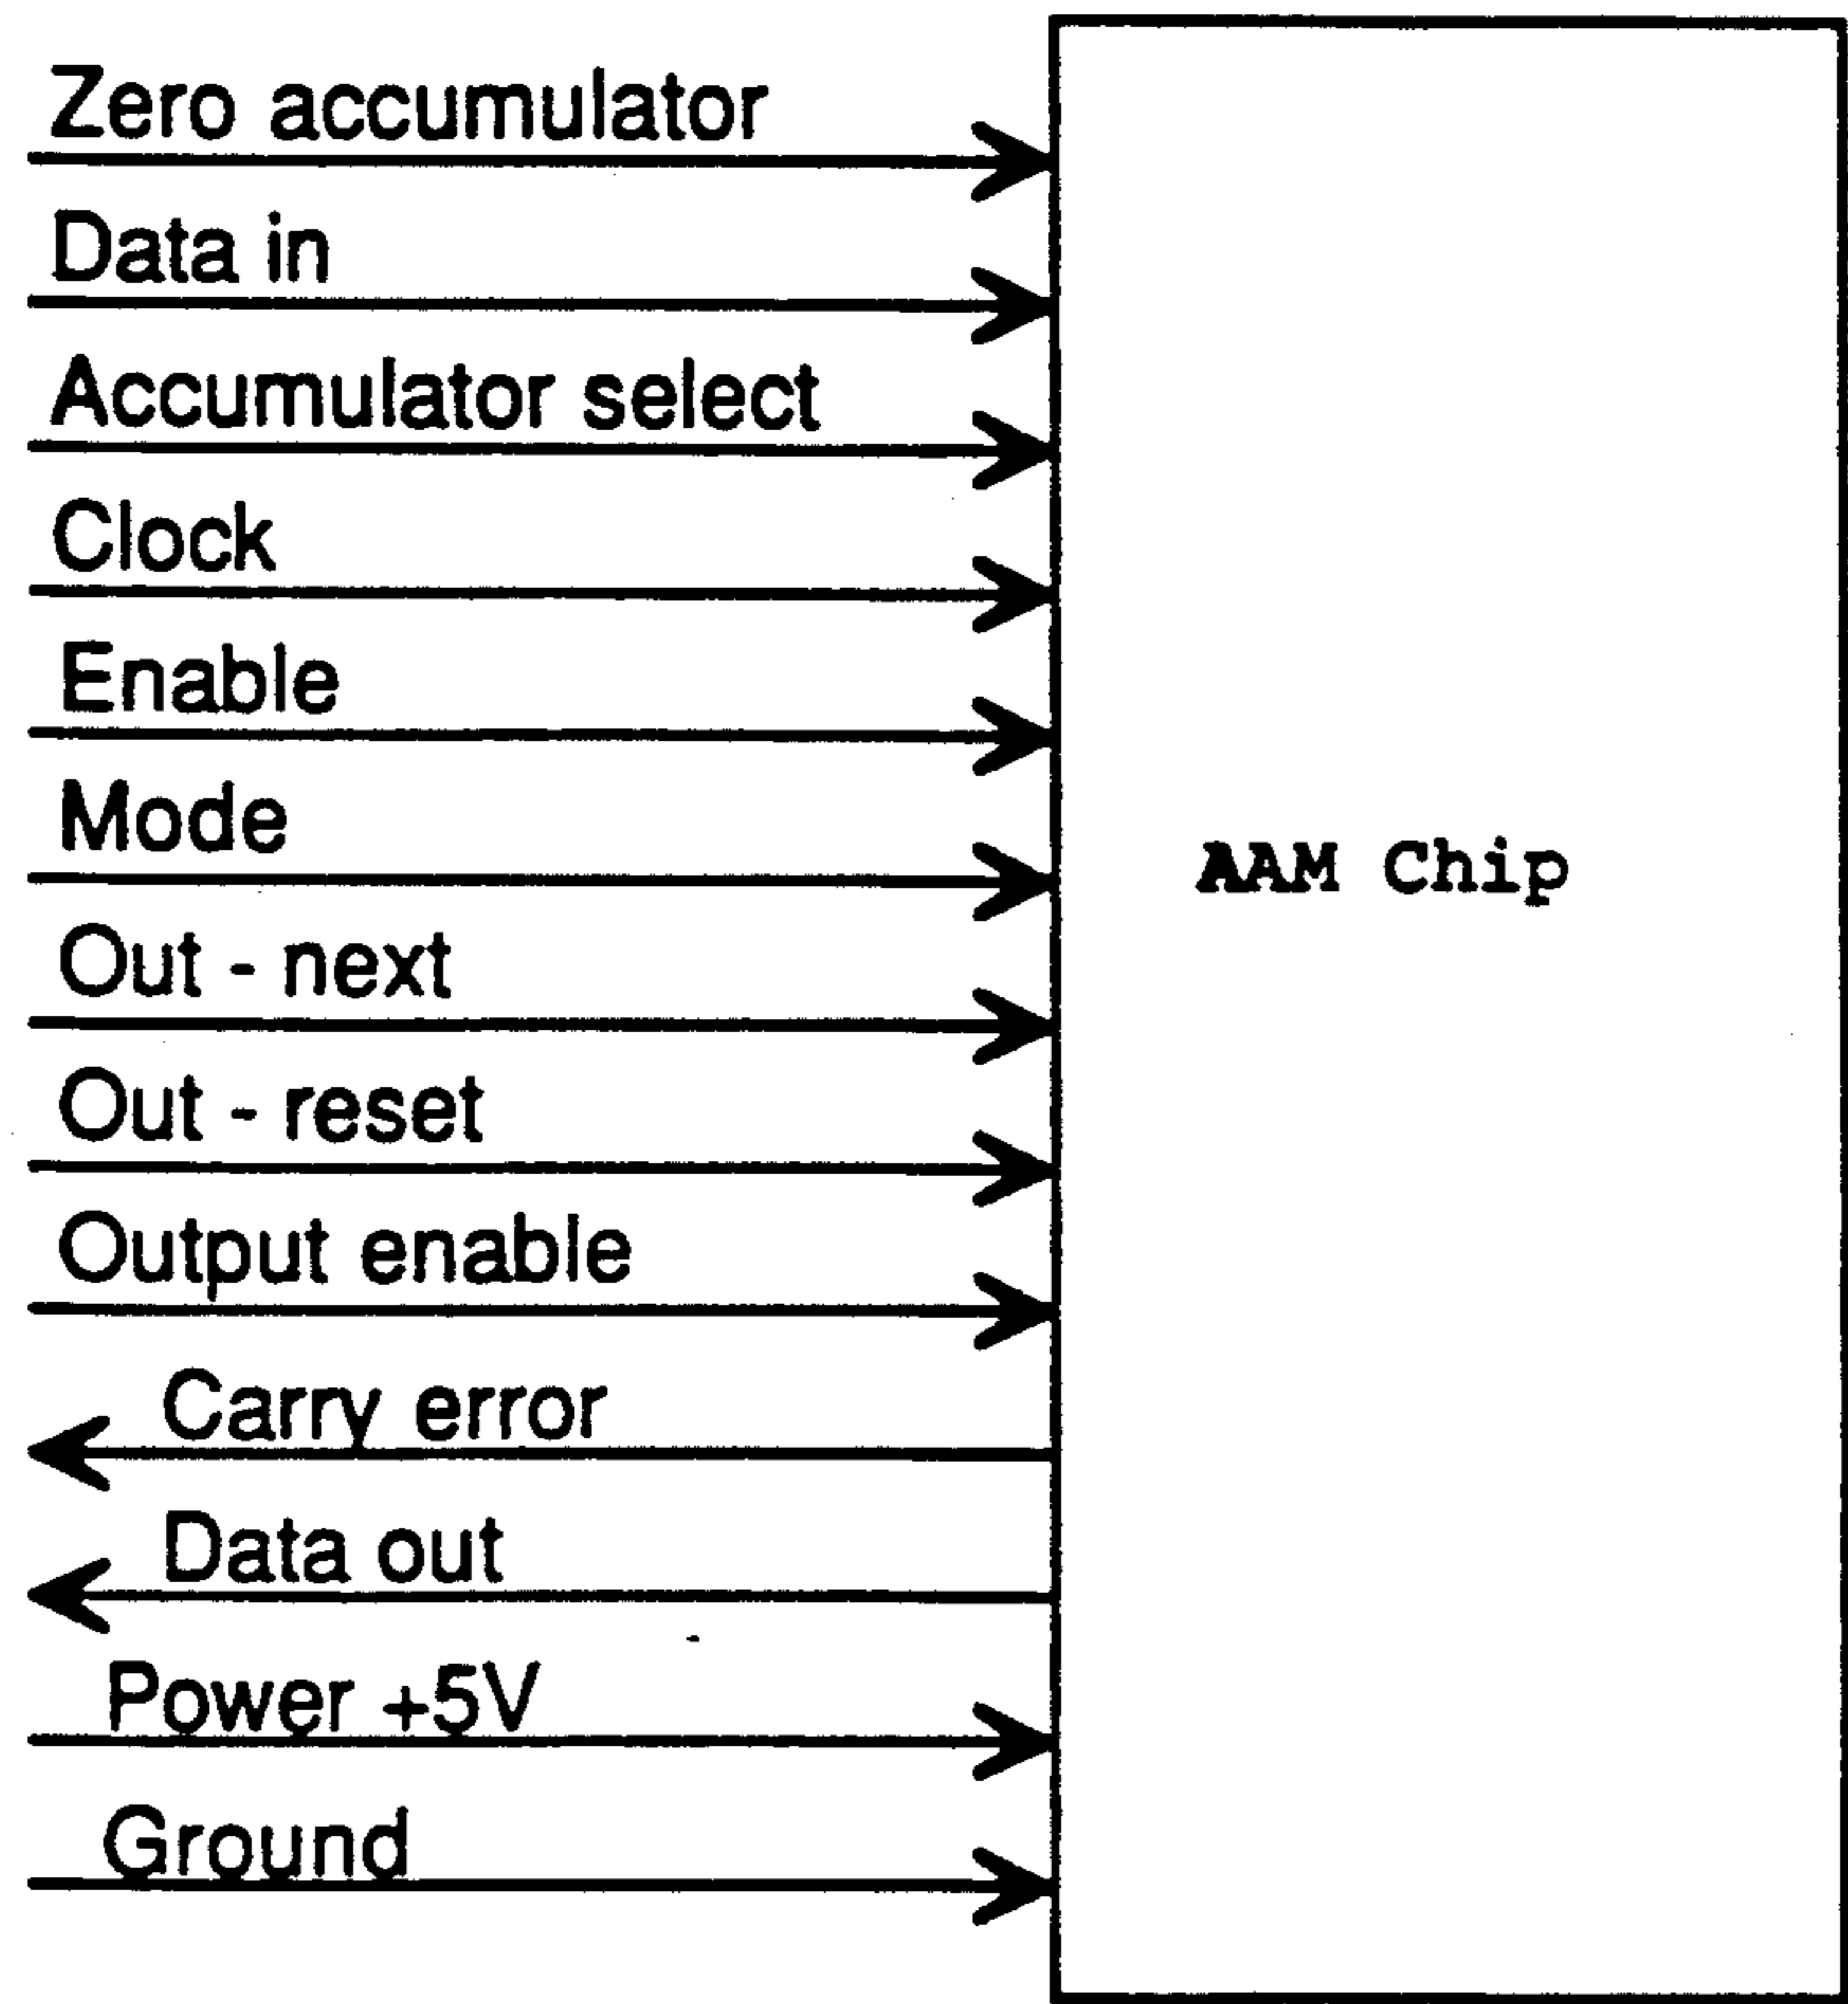 Zero accumulator
Data in
Accumulator select
Clock
Enable
Mode
AAM Chip
Out - next
Out - reset
Output enable
Carry error
Data out
Power +5V
Ground